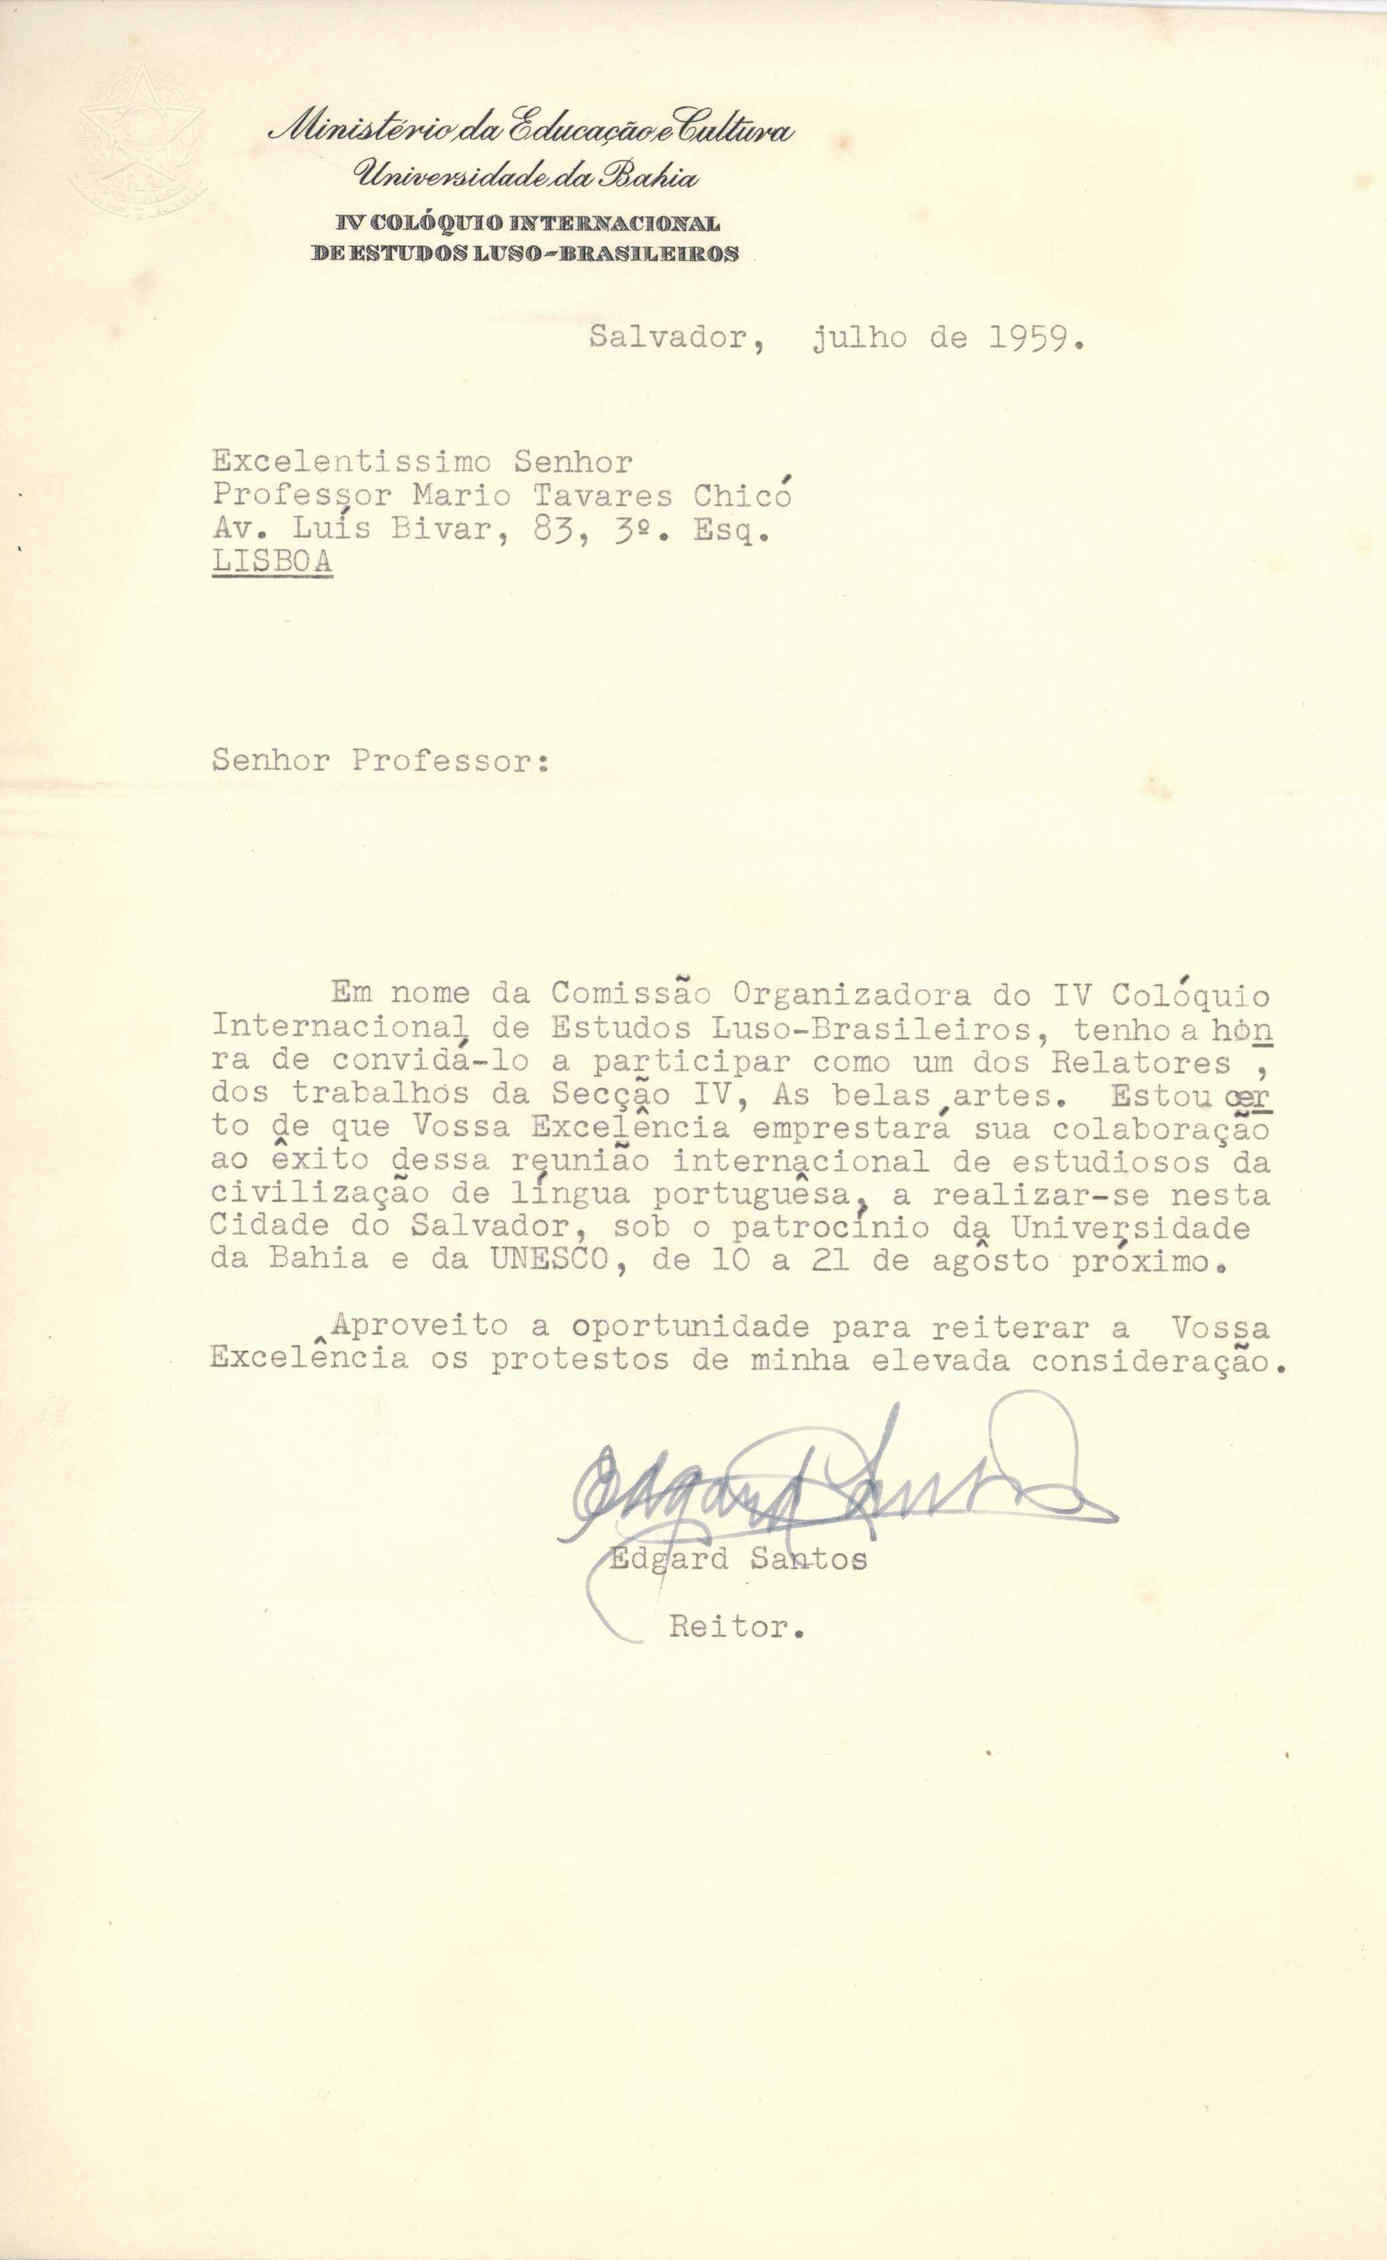 Ministério da Educação e Cultura
Universidade da Bahia
IV COLÓQUIO INTERNACIONAL
DE ESTUDOS LUSO-BRASILEIROS
Salvador, julho de 1959.
Excelentissimo Senhor
Professor Mario Tavares Chicó
Av. Luís Bivar, 83, 3º. Esq.
LISBOA
Senhor Professor:
Em nome da Comissão Organizadora do IV Colóquio
Internacional de Estudos Luso-Brasileiros, tenho a hon
ra de convidá-lo a participar como um dos Relatores ,
dos trabalhos da Secção IV, As belas artes. Estou cer
to de que Vossa Excelência emprestará sua colaboração
ao êxito dessa reunião internacional de estudiosos da
civilização de língua portuguêsa, a realizar-se nesta
Cidade do Salvador, sob o patrocínio da Universidade
da Bahia e da UNESCO, de 10 a 21 de agôsto próximo.
Aproveito a oportunidade para reiterar a Vossa
Excelência os protestos de minha elevada consideração.
Edgard Santos
Edgard Santos
Reitor.